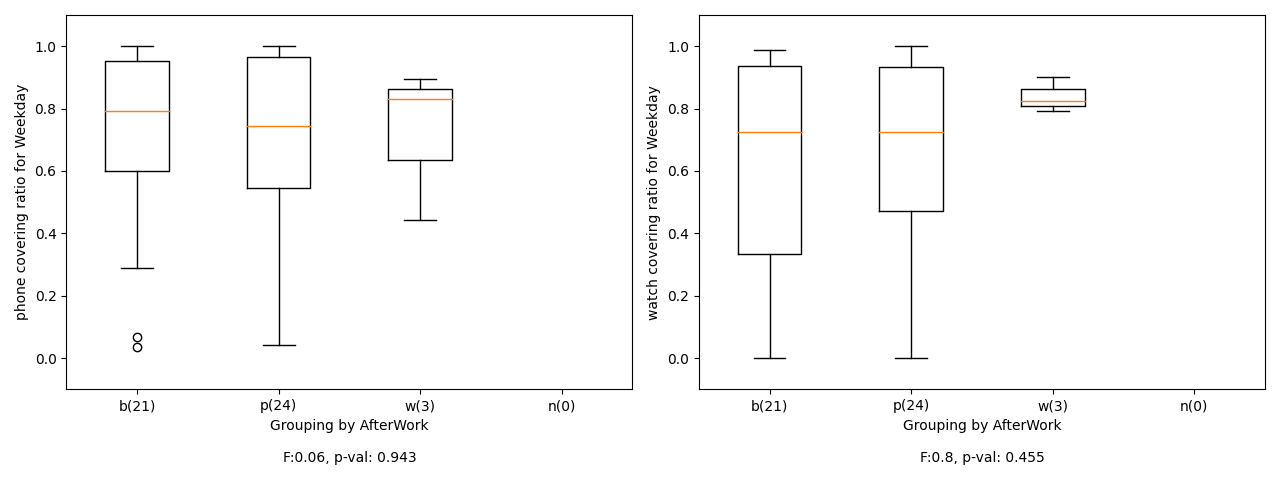 phone covering ratio for Weekday
1.0
0.8
0.6
0.4
0.2
0.0
b(21) p(24) w(3) n(0)
Grouping by AfterWork
F:0.06, p-val: 0.943
watch covering ratio for Weekday
1.0
0.8
0.6
0.4
0.2
0.0
b(21) p(24) w(3) n(0)
Grouping by AfterWork
F:0.8, p-val: 0.455